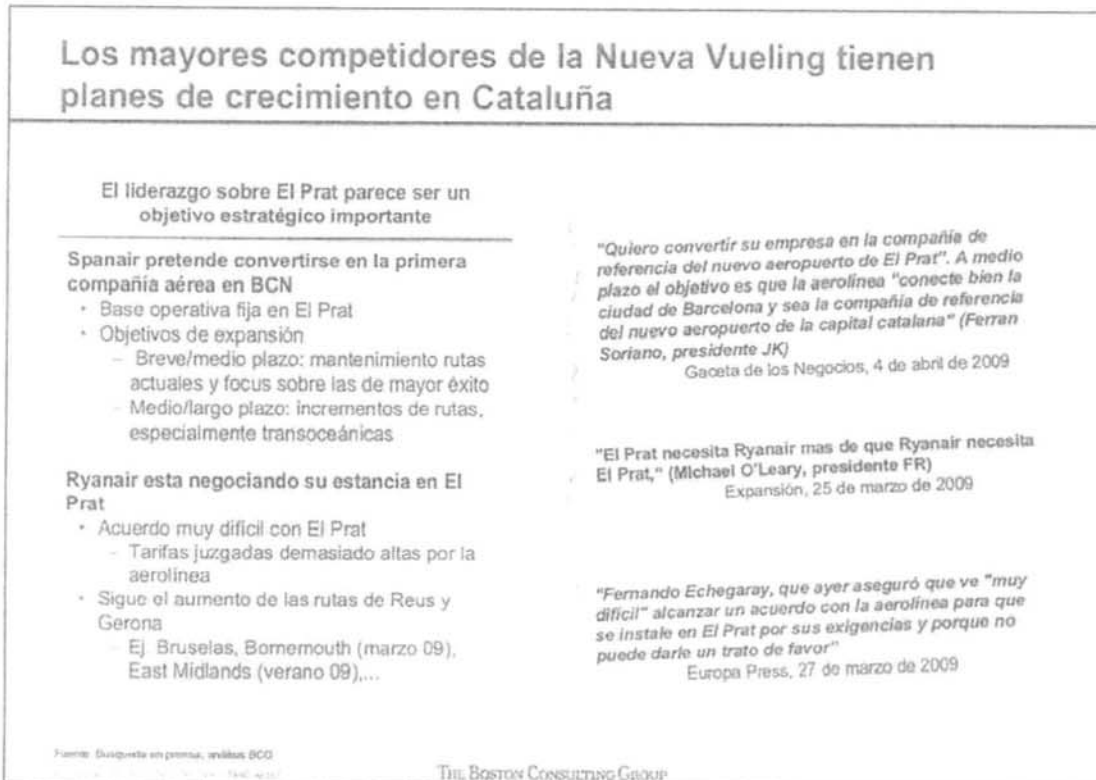 Los mayores competidores de la Nueva Vueling tienen
planes de crecimiento en Cataluña
El liderazgo sobre El Prat parece ser un
objetivo estratégico importante
Spanair pretende convertirse en la primera
compañía aérea en BCN
• Base operativa fija en El Prat
• Objetivos de expansión
– Breve/medio plazo: mantenimiento rutas
actuales y focus sobre las de mayor éxito
– Medio/largo plazo: incrementos de rutas,
especialmente transoceánicas
Ryanair esta negociando su estancia en El
Prat
• Acuerdo muy difícil con El Prat
– Tarifas juzgadas demasiado altas por la
aerolínea
• Sigue el aumento de las rutas de Reus y
Gerona
– Ej. Bruselas, Bornemouth (marzo 09),
East Midlands (verano 09),...
"Quiero convertir su empresa en la compañía de
referencia del nuevo aeropuerto de El Prat". A medio
plazo el objetivo es que la aerolínea "conecte bien la
ciudad de Barcelona y sea la compañía de referencia
del nuevo aeropuerto de la capital catalana" (Ferran
Soriano, presidente JK)
Gaceta de los Negocios, 4 de abril de 2009
"El Prat necesita Ryanair mas de que Ryanair necesita
El Prat," (Michael O'Leary, presidente FR)
Expansión, 25 de marzo de 2009
"Fernando Echegaray, que ayer aseguró que ve "muy
difícil" alcanzar un acuerdo con la aerolínea para que
se instale en El Prat por sus exigencias y porque no
puede darle un trato de favor"
Europa Press, 27 de marzo de 2009
Fuente: Búsqueda en prensa, análisis BCG
THE BOSTON CONSULTING GROUP